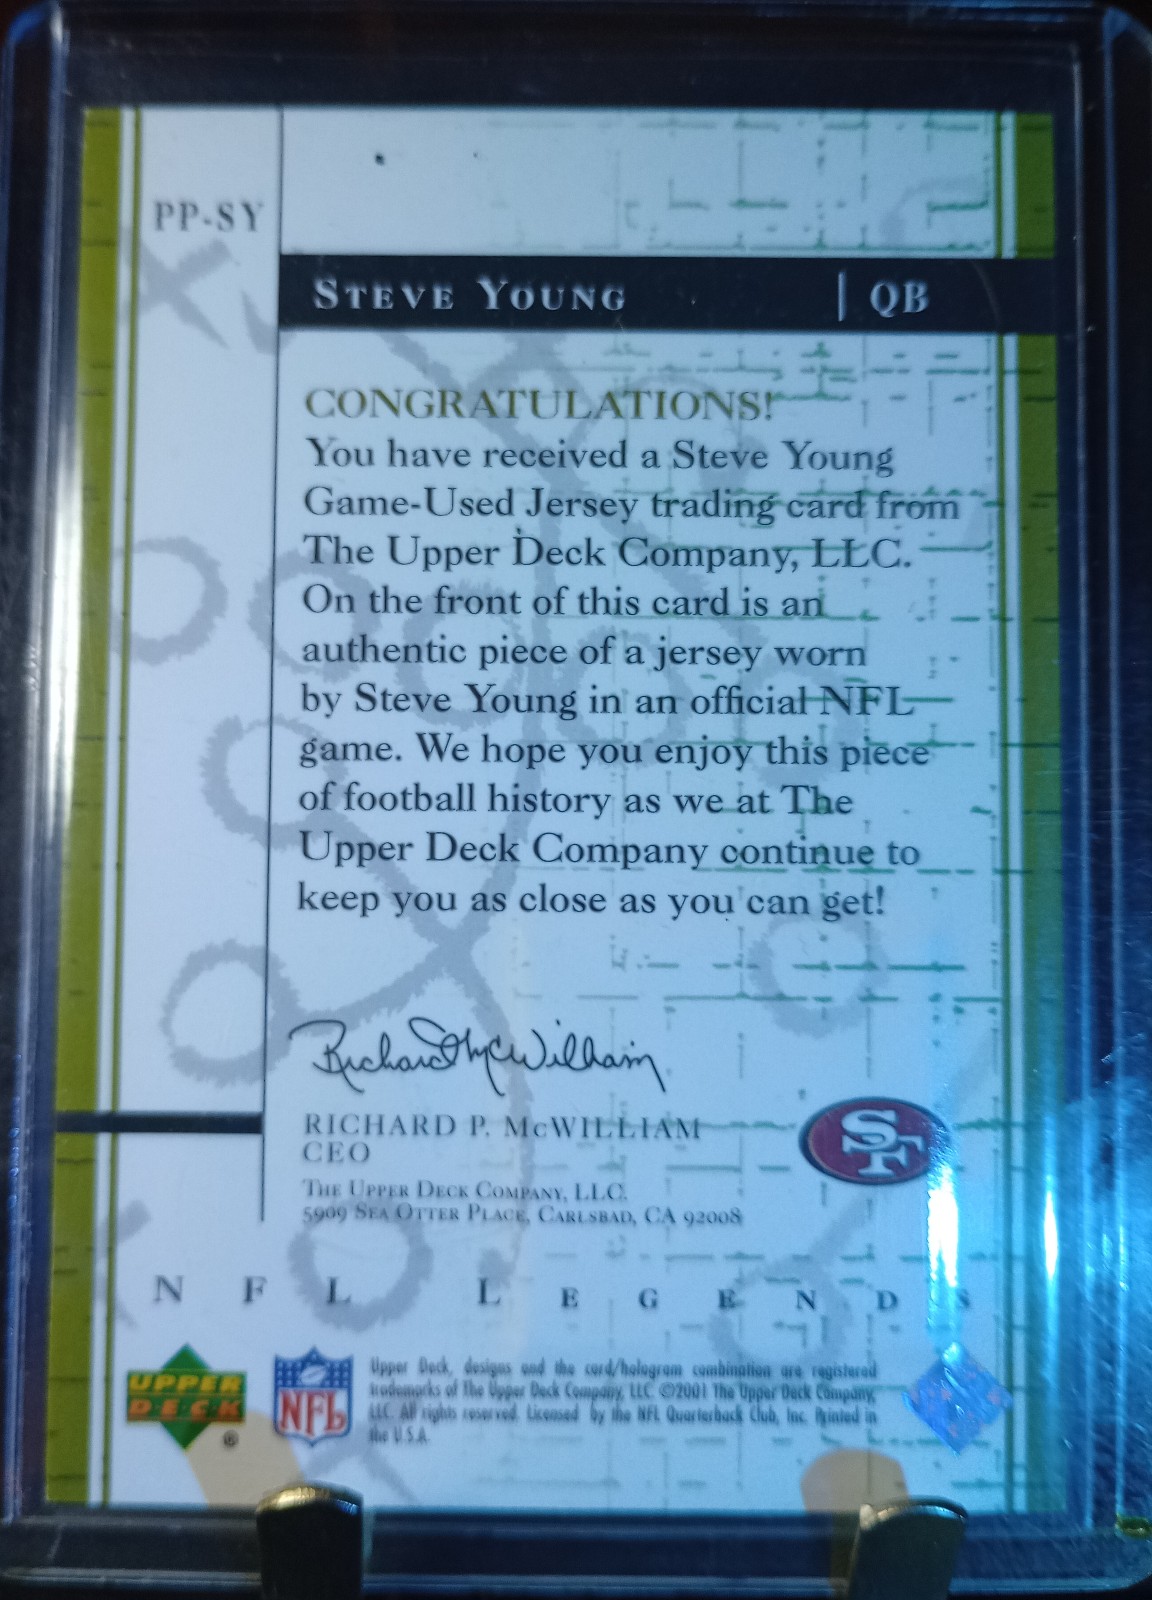 PP-SY
STEVE YOUNG | QB
CONGRATULATIONS!
You have received a Steve Young
Game-Used Jersey trading card from
The Upper Deck Company, LLC.
On the front of this card is an
authentic piece of a jersey worn
by Steve Young in an official NFL
game. We hope you enjoy this piece
of football history as we at The
Upper Deck Company continue to
keep you as close as you can get!
Richard McWilliam
RICHARD P. McWILLIAM
CEO
THE UPPER DECK COMPANY, LLC.
5909 SEA OTTER PLACE, CARLSBAD, CA 92008
SF
NFL LEGENDS
UPPER
DECK
®
NFL
Upper Deck, designs and the card/hologram combination are registered
trademarks of The Upper Deck Company, LLC. ©2001 The Upper Deck Company,
LLC. All rights reserved. Licensed by the NFL Quarterback Club, Inc. Printed in
the U.S.A.